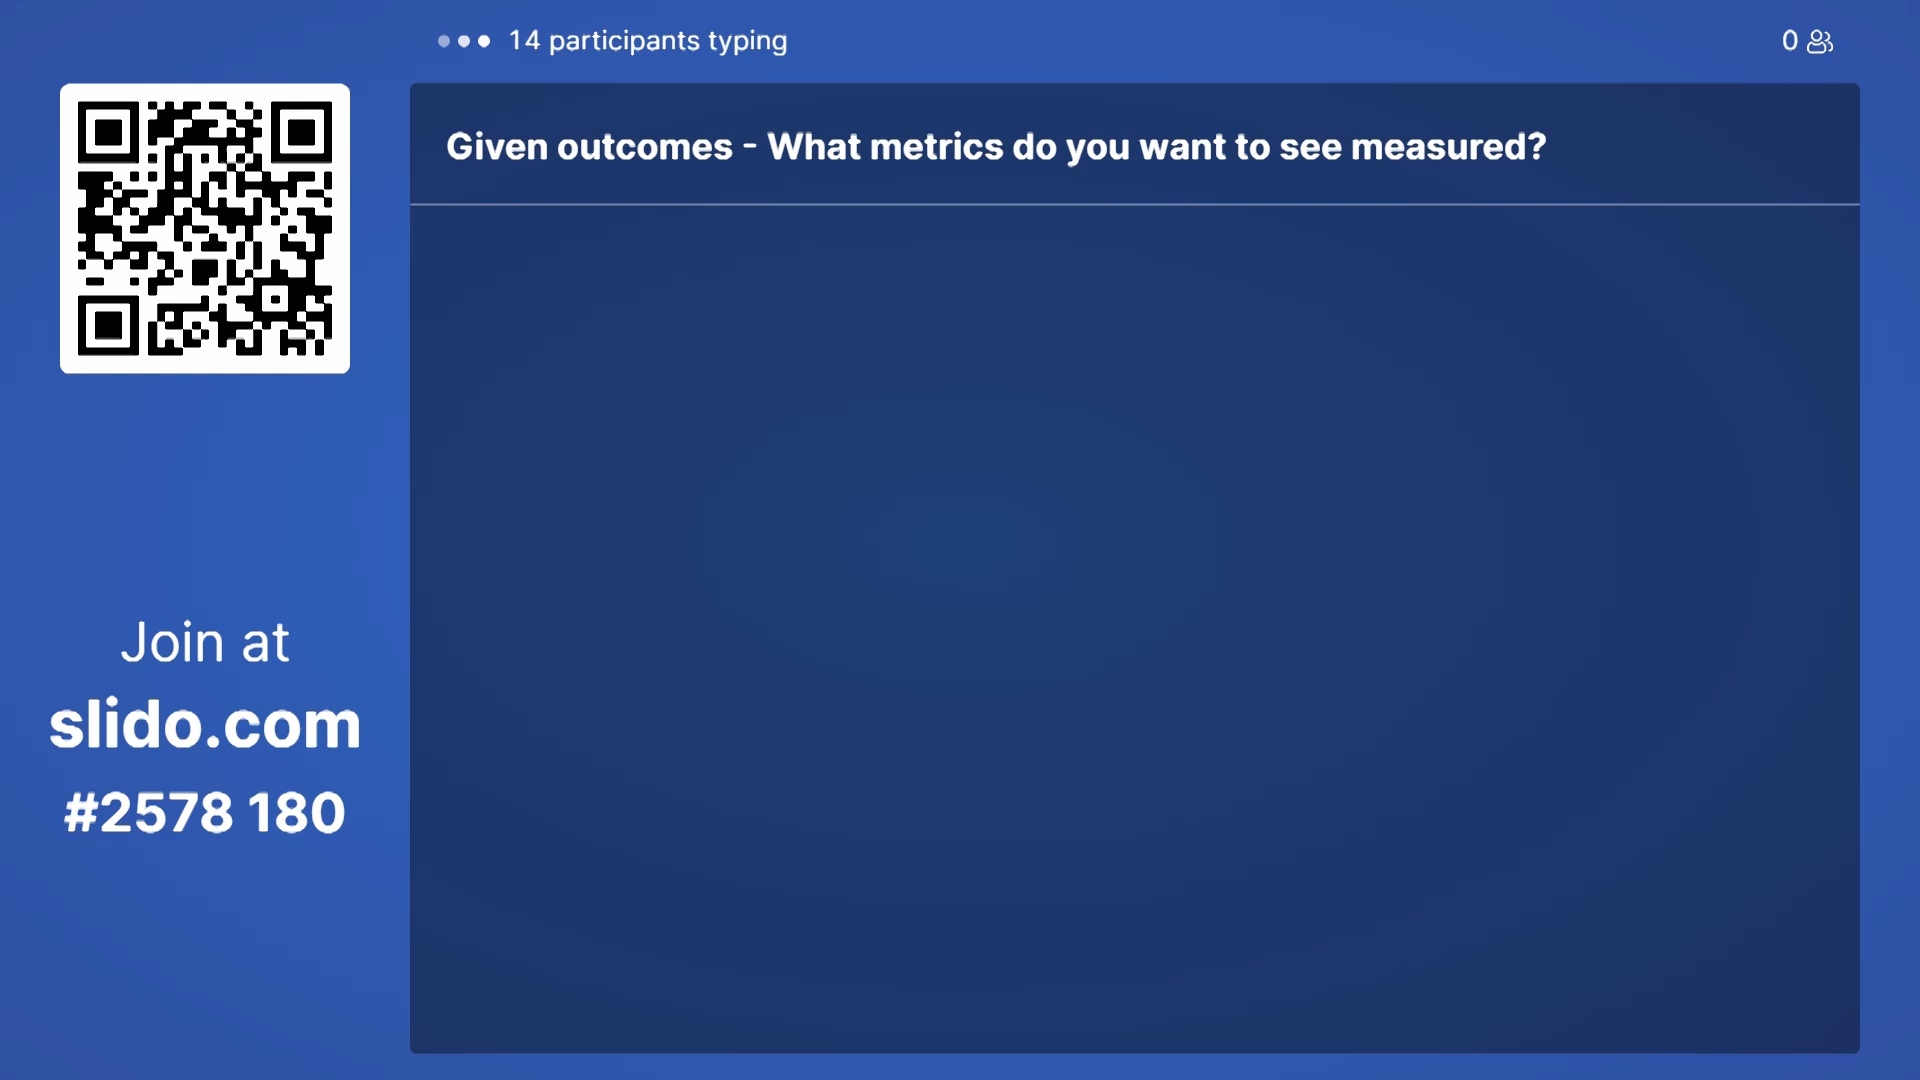 14 participants typing
0
Given outcomes - What metrics do you want to see measured?
Join at
slido.com
#2578 180